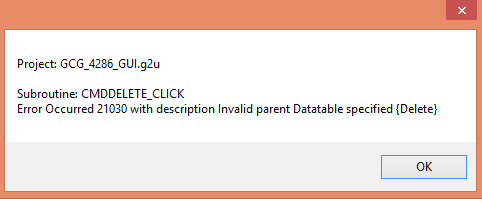 Project: GCG_4286_GUI.g2u
Subroutine: CMDDELETE_CLICK
Error Occurred 21030 with description Invalid parent Datatable specified {Delete}
OK